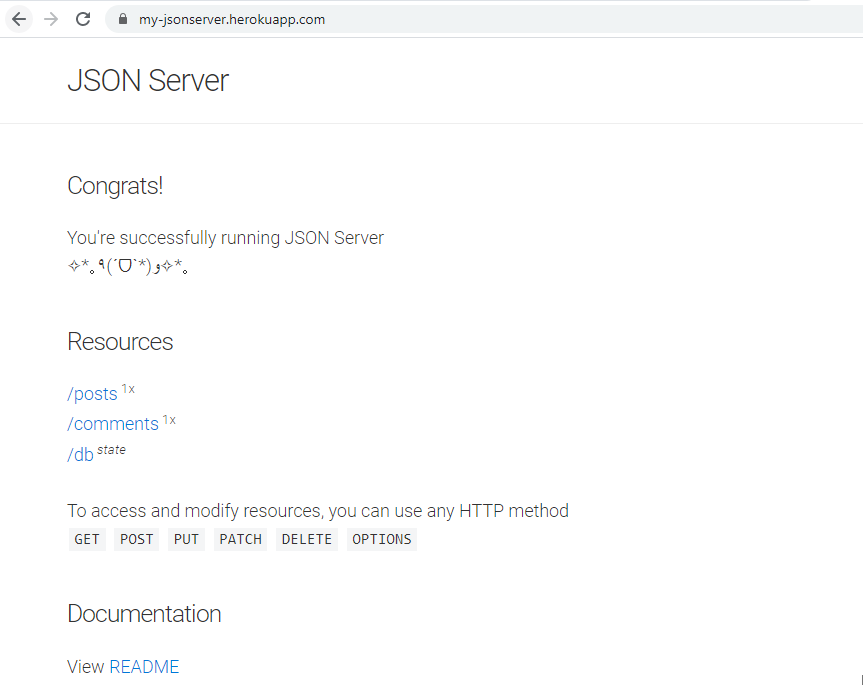 my-jsonserver.herokuapp.com
JSON Server
Congrats!
You're successfully running JSON Server
✧*｡٩(ˊᗜˋ*)و✧*｡
Resources
/posts 1x
/comments 1x
/db state
To access and modify resources, you can use any HTTP method
GET POST PUT PATCH DELETE OPTIONS
Documentation
View README